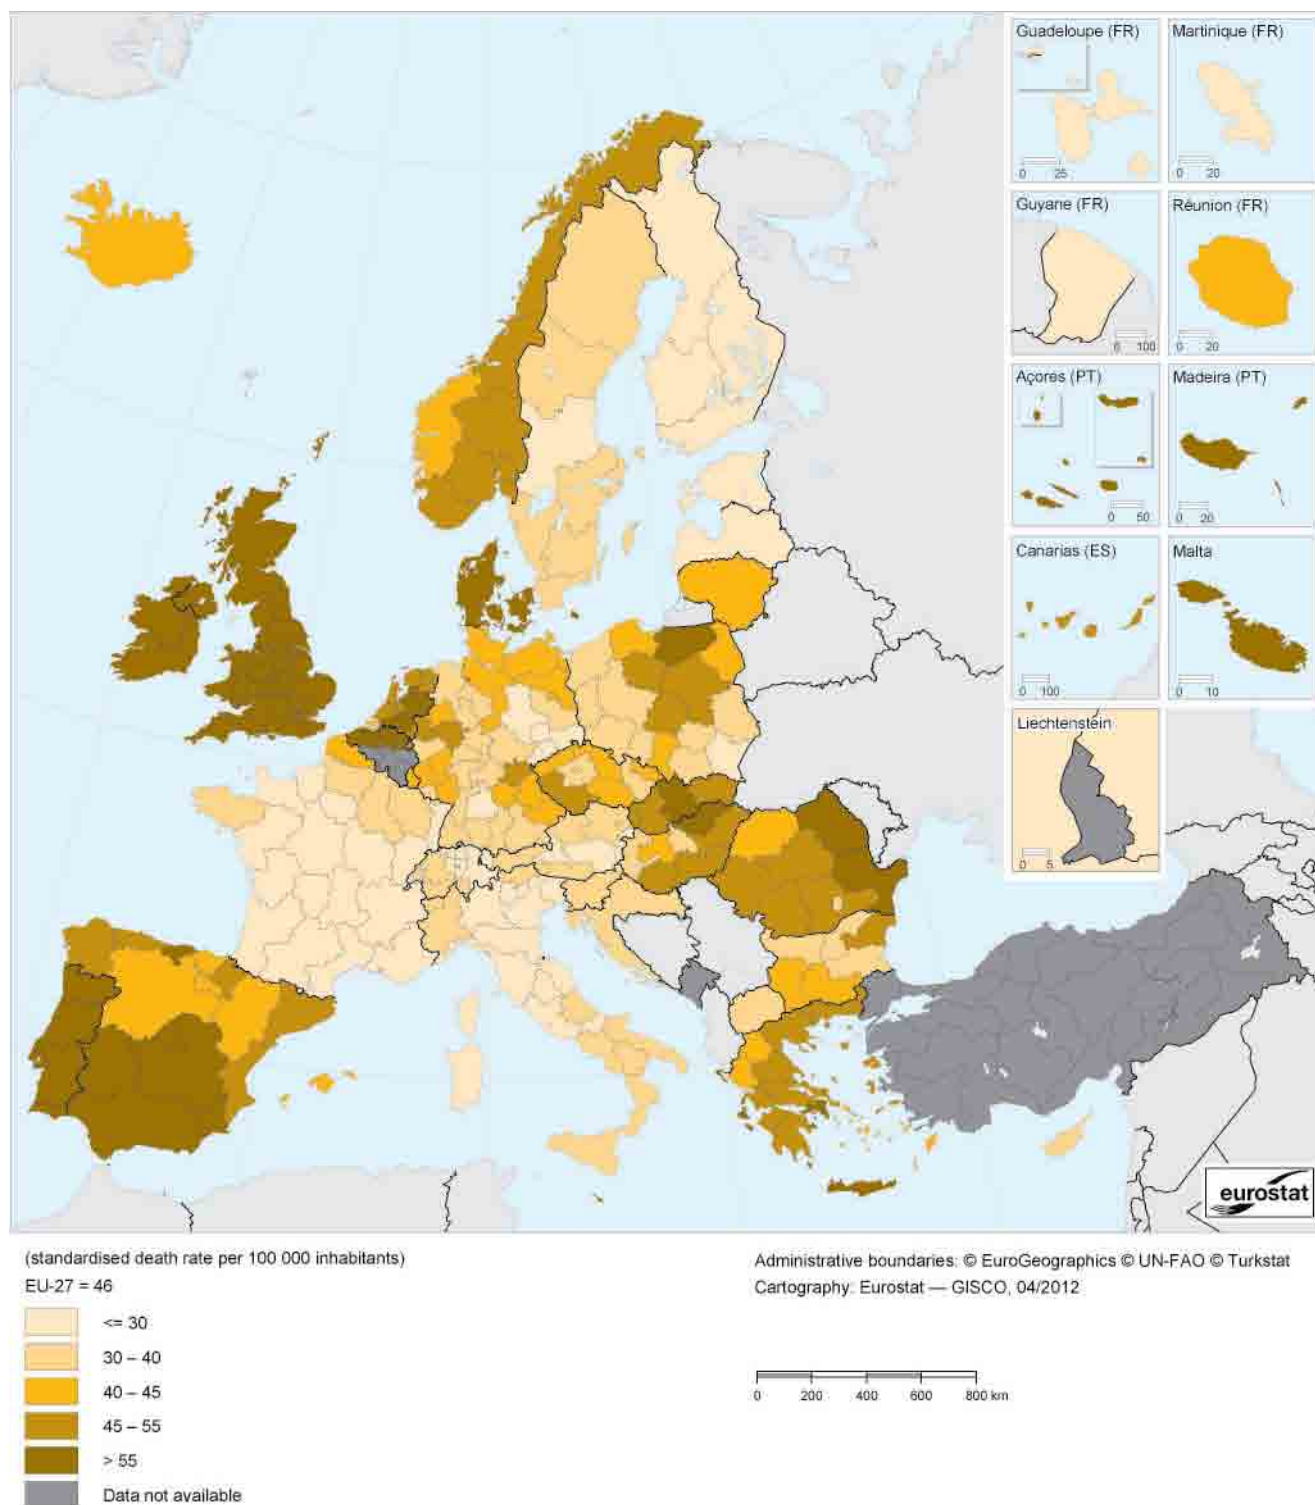 Guadeloupe (FR)
0 25
Martinique (FR)
0 20
Guyane (FR)
0 100
Réunion (FR)
0 20
Açores (PT)
0 50
Madeira (PT)
0 20
Canarias (ES)
0 100
Malta
0 10
Liechtenstein
0 5
eurostat
(standardised death rate per 100 000 inhabitants)
EU-27 = 46
<= 30
30 – 40
40 – 45
45 – 55
> 55
Data not available
Administrative boundaries: © EuroGeographics © UN-FAO © Turkstat
Cartography: Eurostat — GISCO, 04/2012
0 200 400 600 800 km